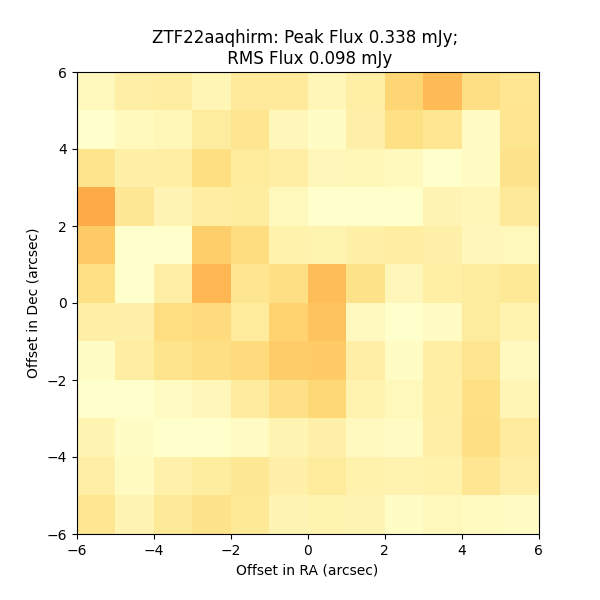 ZTF22aaqhirm: Peak Flux 0.338 mJy;
RMS Flux 0.098 mJy
6
4
2
0
−2
−4
−6
Offset in Dec (arcsec)
−6 −4 −2 0 2 4 6
Offset in RA (arcsec)